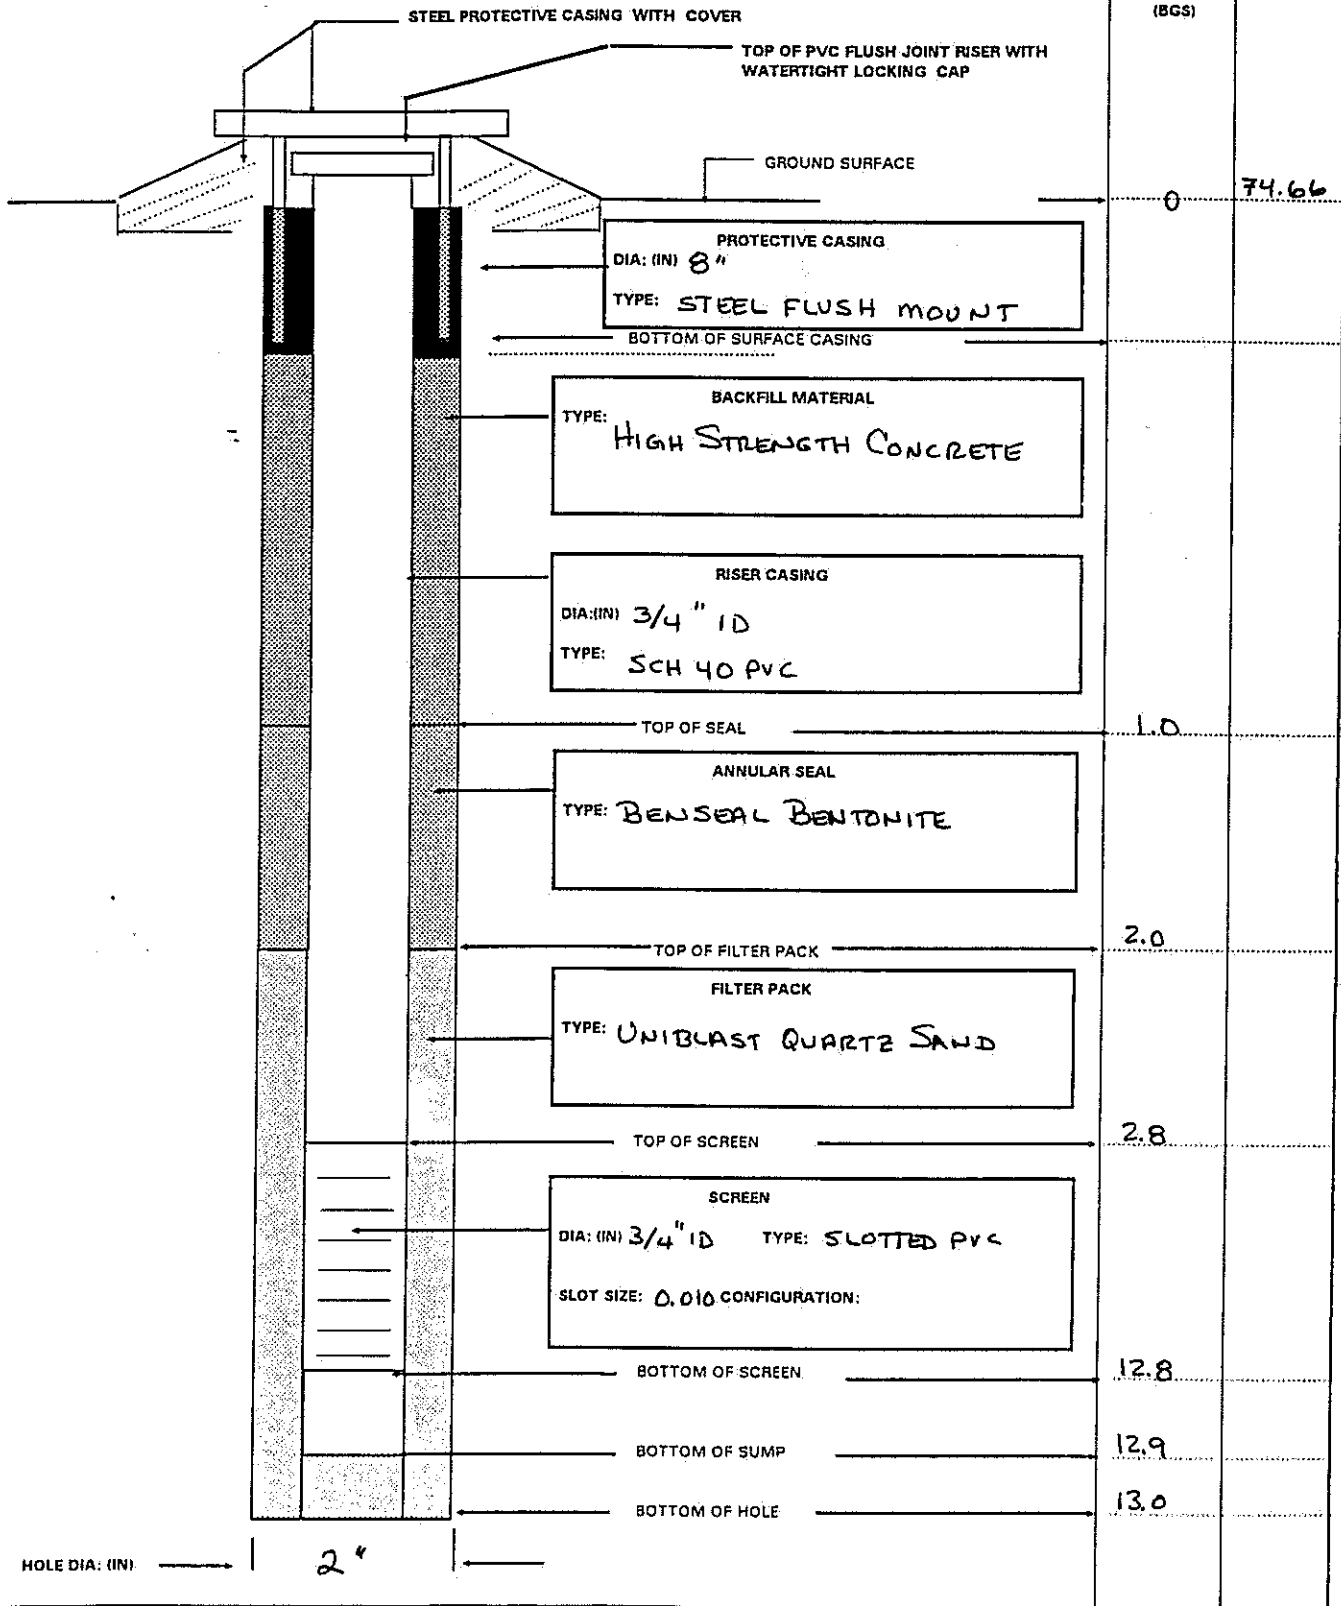 STEEL PROTECTIVE CASING WITH COVER
(BGS)
TOP OF PVC FLUSH JOINT RISER WITH
WATERTIGHT LOCKING CAP
GROUND SURFACE
0
74.66
PROTECTIVE CASING
DIA: (IN) 8"
TYPE: STEEL FLUSH MOUNT
BOTTOM OF SURFACE CASING
BACKFILL MATERIAL
TYPE: HIGH STRENGTH CONCRETE
RISER CASING
DIA:(IN) 3/4" ID
TYPE: SCH 40 PVC
TOP OF SEAL
1.0
ANNULAR SEAL
TYPE: BENSEAL BENTONITE
TOP OF FILTER PACK
2.0
FILTER PACK
TYPE: UNIBLAST QUARTZ SAND
TOP OF SCREEN
2.8
SCREEN
DIA: (IN) 3/4" ID TYPE: SLOTTED PVC
SLOT SIZE: 0.010 CONFIGURATION:
BOTTOM OF SCREEN
12.8
BOTTOM OF SUMP
12.9
BOTTOM OF HOLE
13.0
HOLE DIA: (IN) 2"